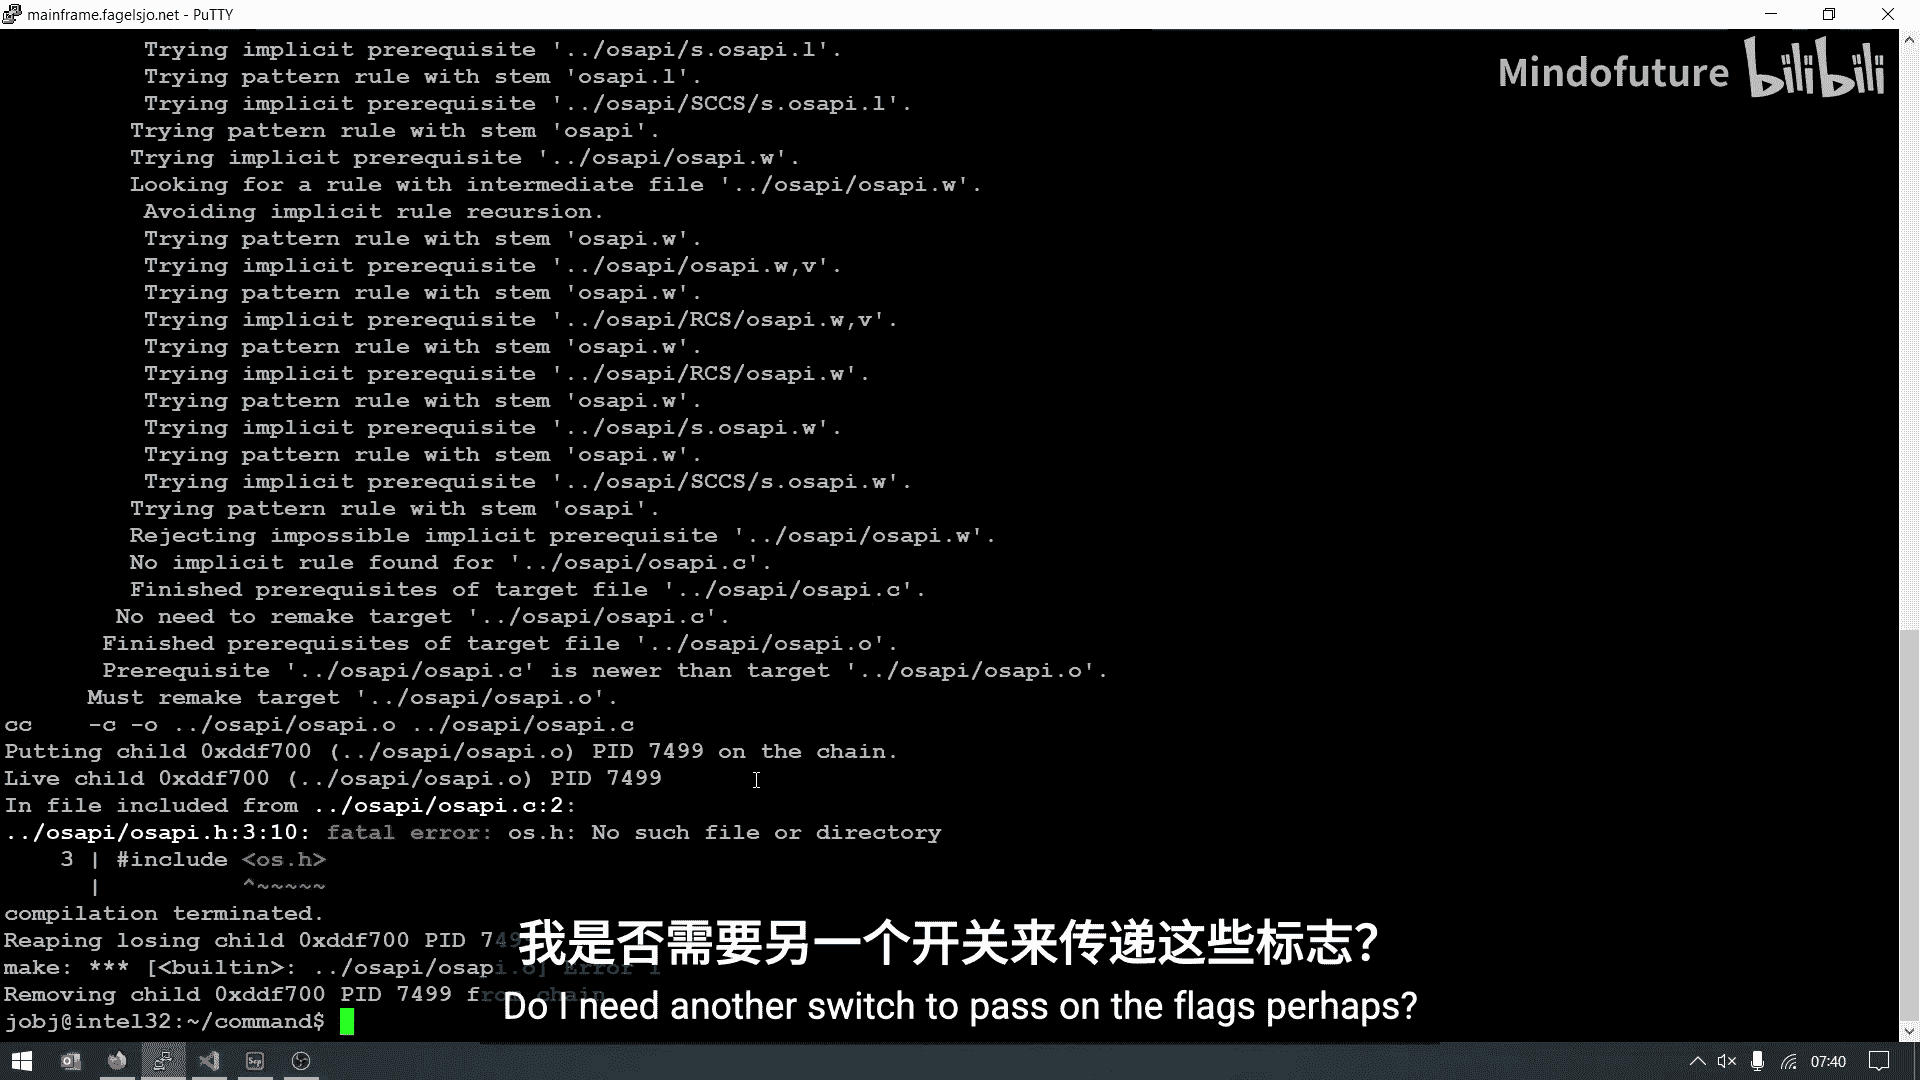 mainframe.fagelsjo.net - PuTTY
Mindofuture bilibili
Trying implicit prerequisite '../osapi/s.osapi.l'.
Trying pattern rule with stem 'osapi.l'.
Trying implicit prerequisite '../osapi/SCCS/s.osapi.l'.
Trying pattern rule with stem 'osapi'.
Trying implicit prerequisite '../osapi/osapi.w'.
Looking for a rule with intermediate file '../osapi/osapi.w'.
Avoiding implicit rule recursion.
Trying pattern rule with stem 'osapi.w'.
Trying implicit prerequisite '../osapi/osapi.w,v'.
Trying pattern rule with stem 'osapi.w'.
Trying implicit prerequisite '../osapi/RCS/osapi.w,v'.
Trying pattern rule with stem 'osapi.w'.
Trying implicit prerequisite '../osapi/RCS/osapi.w'.
Trying pattern rule with stem 'osapi.w'.
Trying implicit prerequisite '../osapi/s.osapi.w'.
Trying pattern rule with stem 'osapi.w'.
Trying implicit prerequisite '../osapi/SCCS/s.osapi.w'.
Trying pattern rule with stem 'osapi'.
Rejecting impossible implicit prerequisite '../osapi/osapi.w'.
No implicit rule found for '../osapi/osapi.c'.
Finished prerequisites of target file '../osapi/osapi.c'.
No need to remake target '../osapi/osapi.c'.
Finished prerequisites of target file '../osapi/osapi.o'.
Prerequisite '../osapi/osapi.c' is newer than target '../osapi/osapi.o'.
Must remake target '../osapi/osapi.o'.
cc    -c -o ../osapi/osapi.o ../osapi/osapi.c
Putting child 0xddf700 (../osapi/osapi.o) PID 7499 on the chain.
Live child 0xddf700 (../osapi/osapi.o) PID 7499
In file included from ../osapi/osapi.c:2:
../osapi/osapi.h:3:10: fatal error: os.h: No such file or directory
3 | #include <os.h>
|          ^~~~~~
compilation terminated.
Reaping losing child 0xddf700 PID 7499
make: *** [<builtin>: ../osapi/osapi.o] Error 1
Removing child 0xddf700 PID 7499 from chain.
jobj@intel32:~/command$
我是否需要另一个开关来传递这些标志？
Do I need another switch to pass on the flags perhaps?
07:40